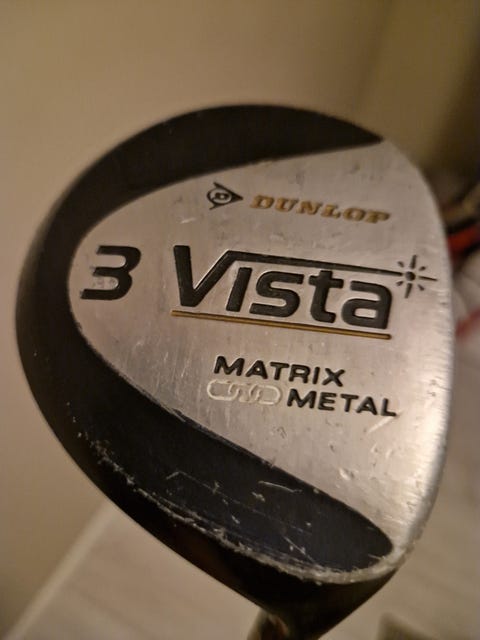 DUNLOP
3 Vista
MATRIX
METAL